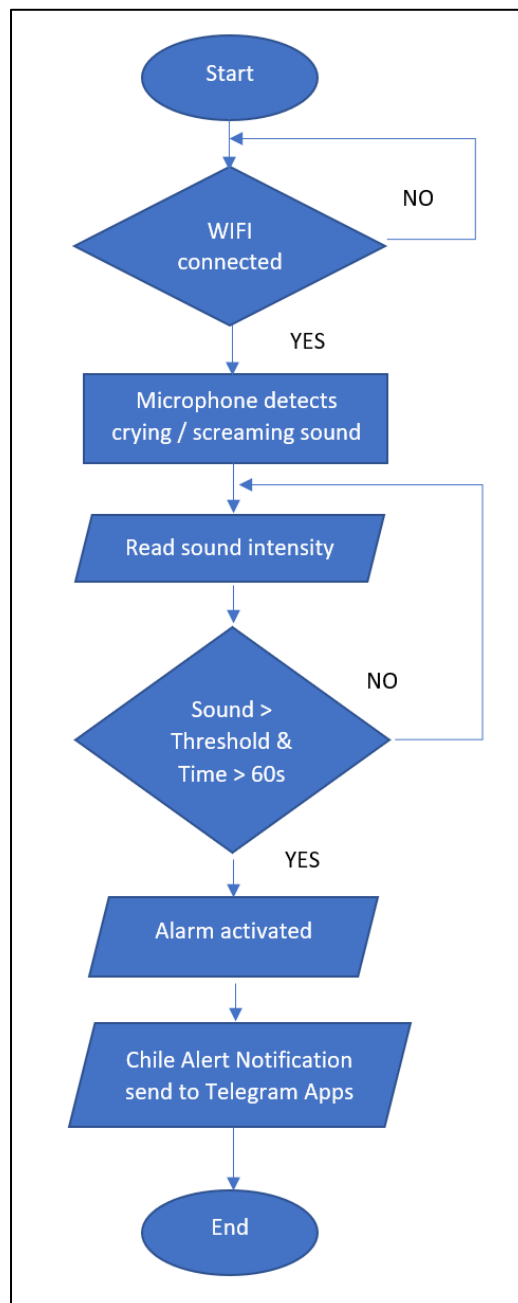 Start
NO
WIFI
connected
YES
Microphone detects
crying / screaming sound
Read sound intensity
NO
Sound >
Threshold &
Time > 60s
YES
Alarm activated
Chile Alert Notification
send to Telegram Apps
End